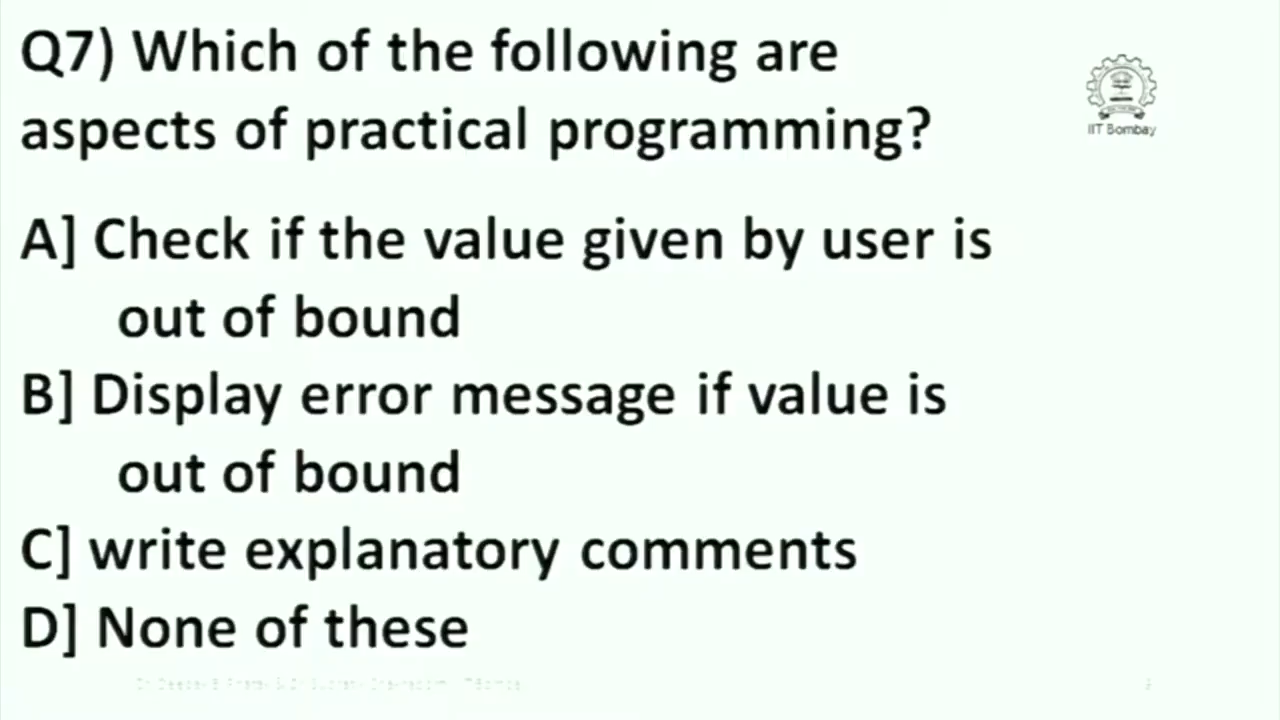 Q7) Which of the following are
aspects of practical programming?
IIT Bombay
A] Check if the value given by user is
out of bound
B] Display error message if value is
out of bound
C] write explanatory comments
D] None of these